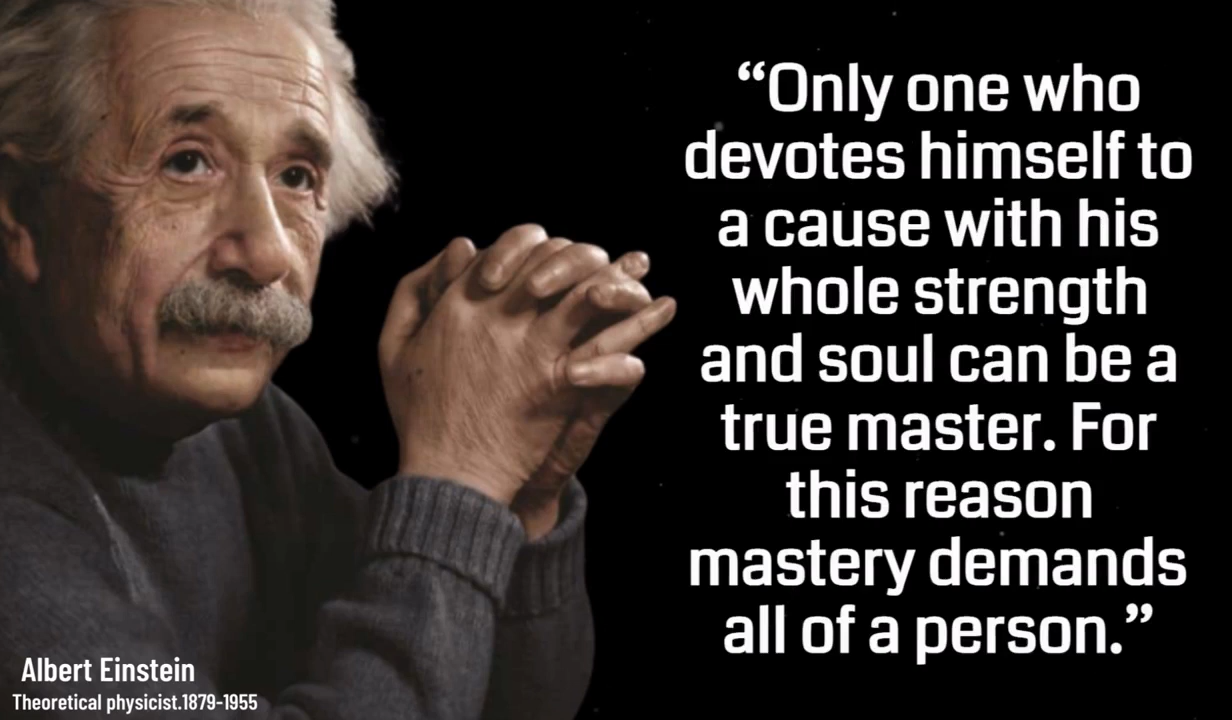 “Only one who
devotes himself to
a cause with his
whole strength
and soul can be a
true master. For
this reason
mastery demands
all of a person.”
Albert Einstein
Theoretical physicist.1879-1955